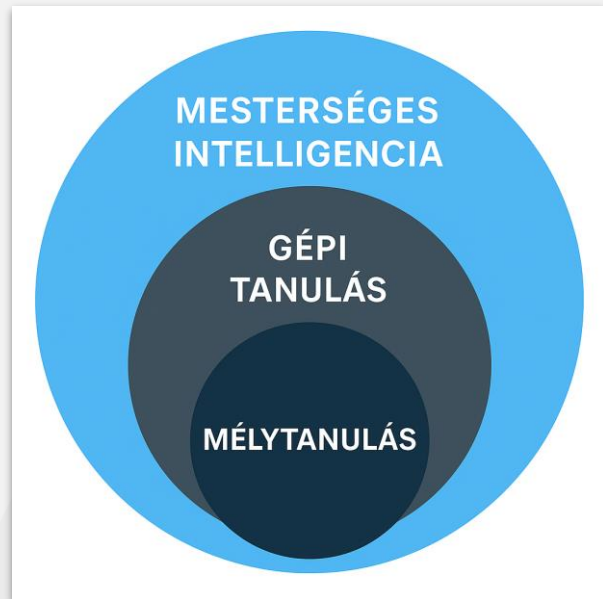 MESTERSÉGES
INTELLIGENCIA
GÉPI
TANULÁS
MÉLYTANULÁS